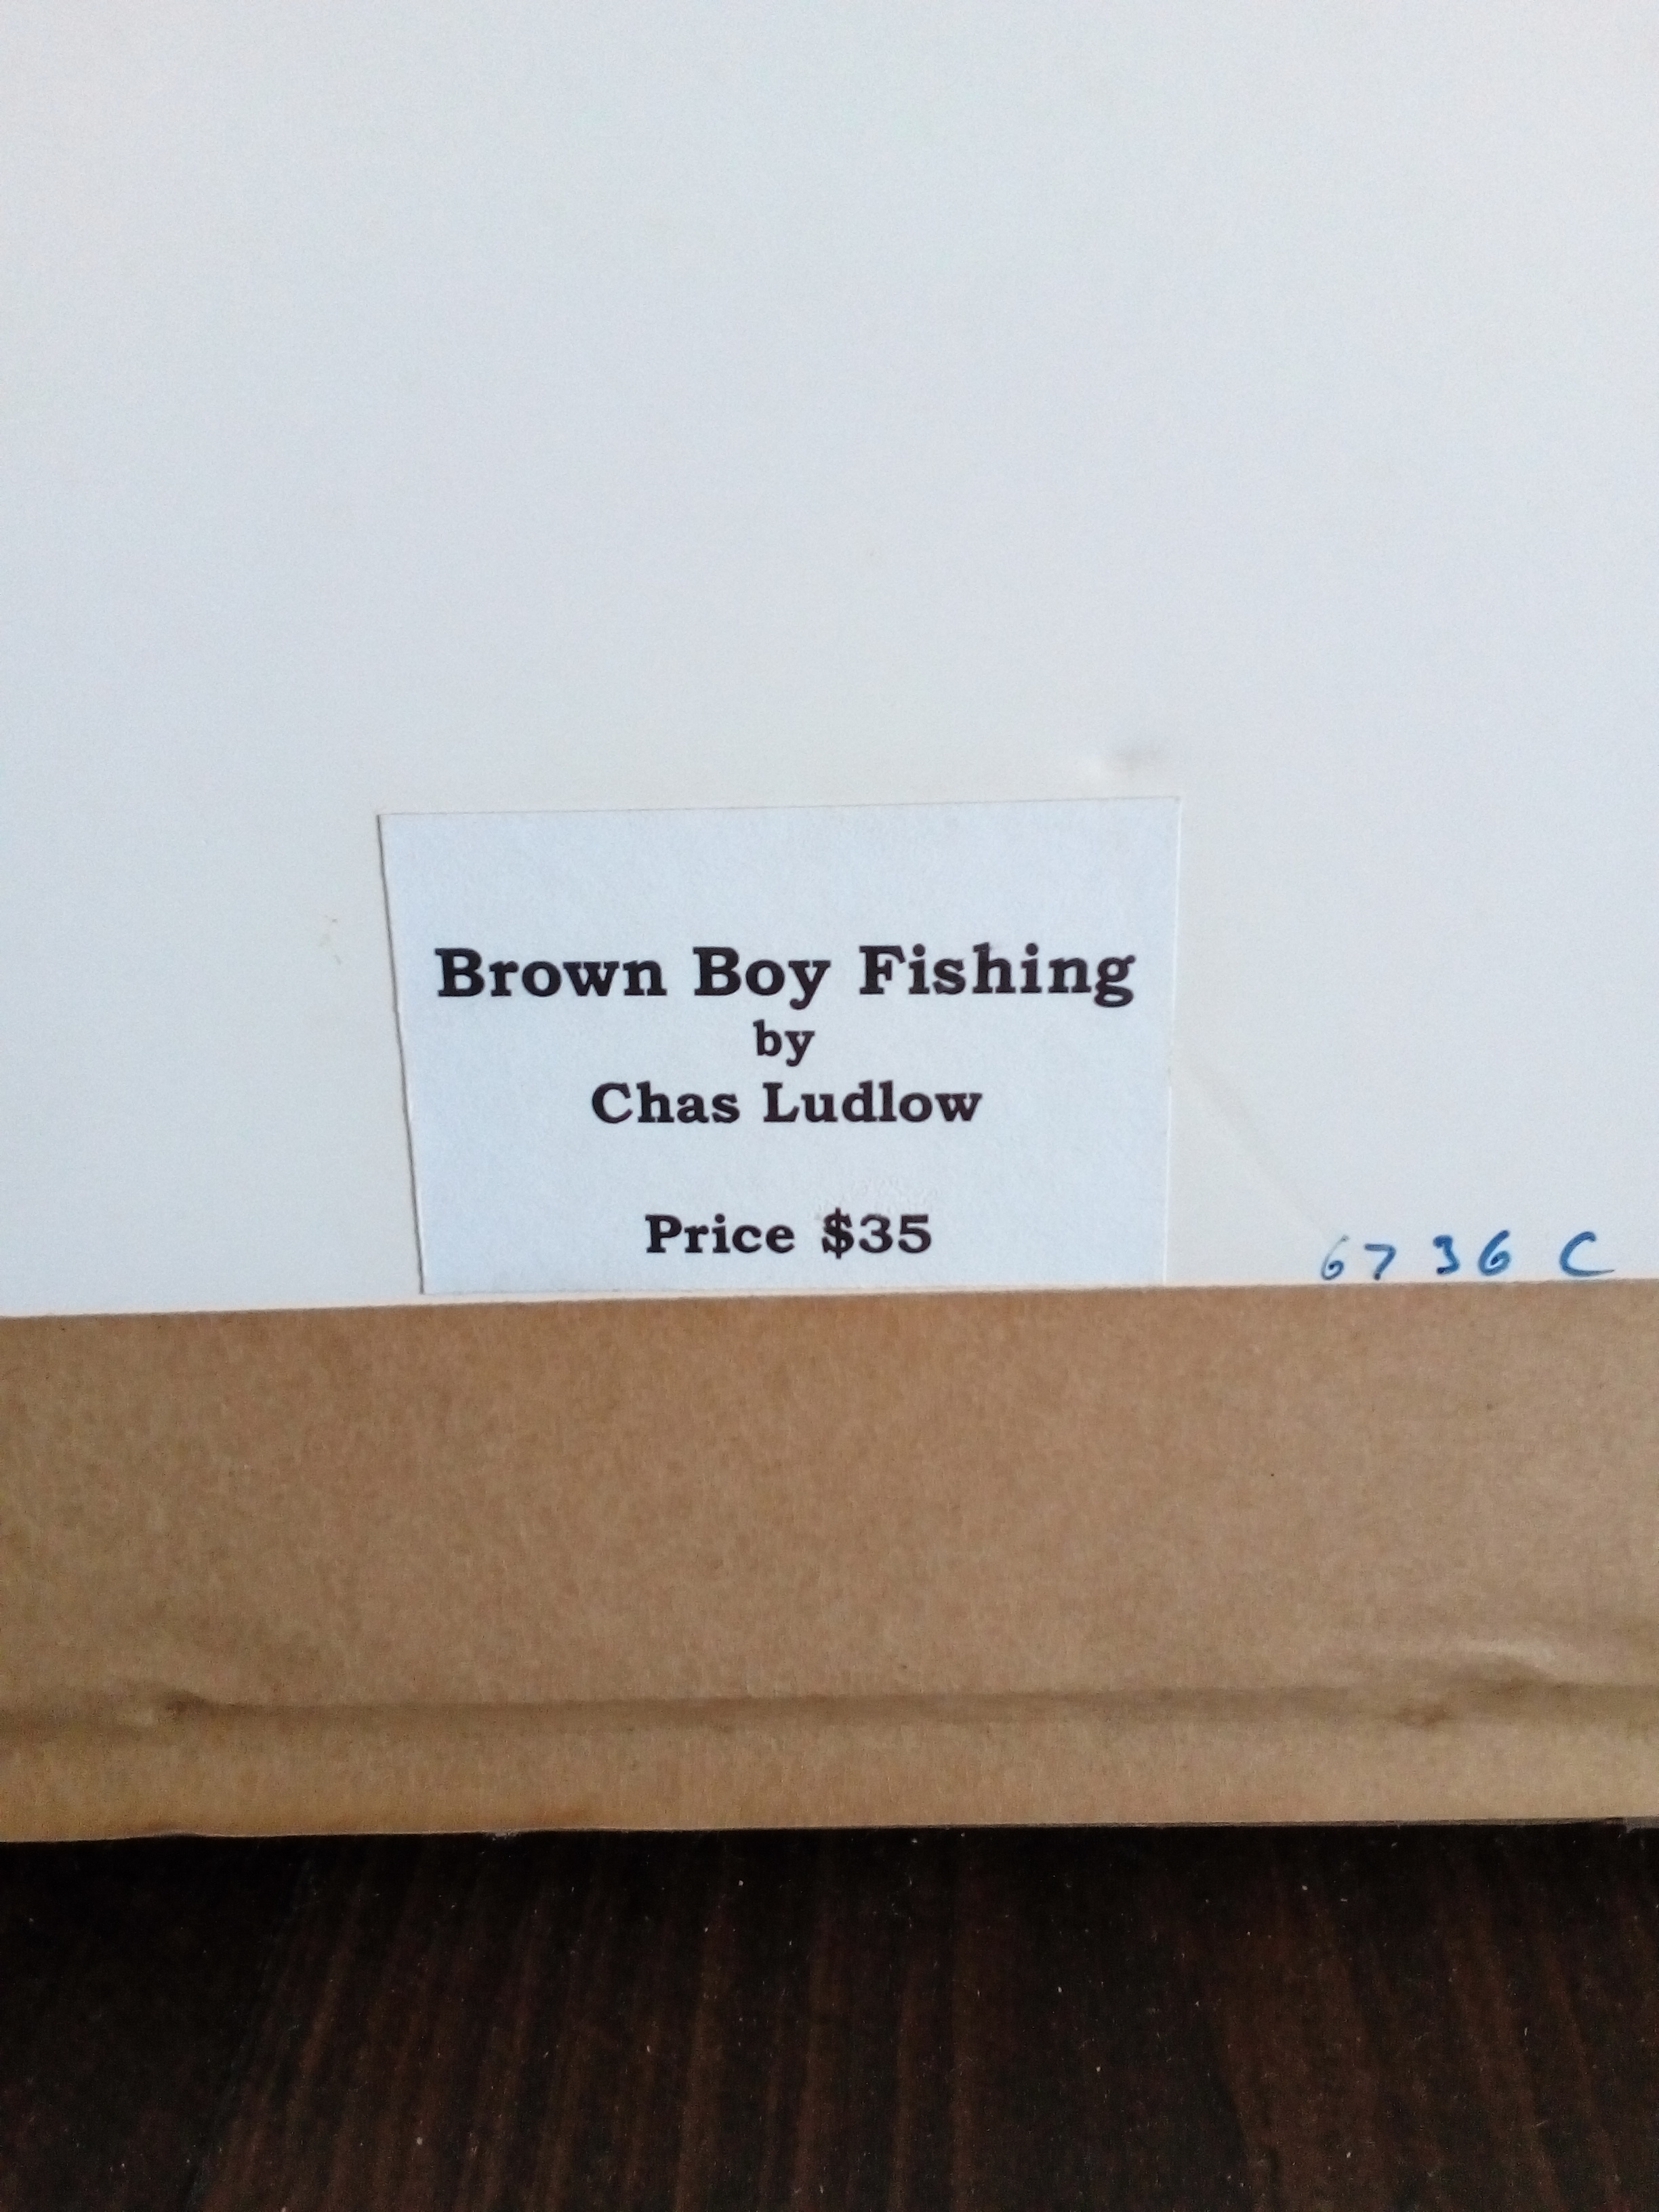 Brown Boy Fishing
by
Chas Ludlow
Price $35
6736 C